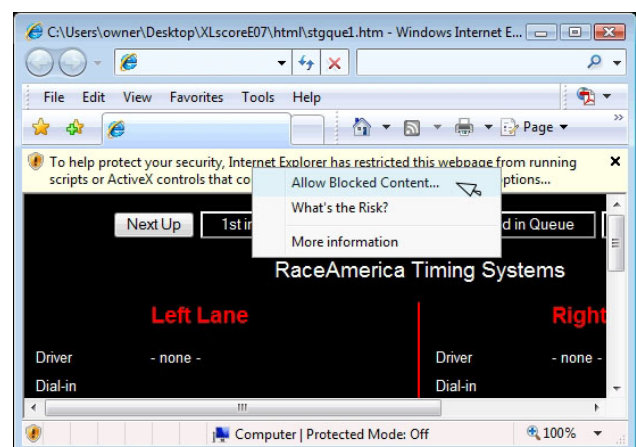 C:\Users\owner\Desktop\XLscoreE07\html\stgque1.htm - Windows Internet E...
File Edit View Favorites Tools Help
Page
To help protect your security, Internet Explorer has restricted this webpage from running
scripts or ActiveX controls that co ptions...
Allow Blocked Content...
What's the Risk?
More information
Next Up 1st in d in Queue
RaceAmerica Timing Systems
Left Lane Right
Driver - none - Driver - none -
Dial-in Dial-in
Computer | Protected Mode: Off 100%